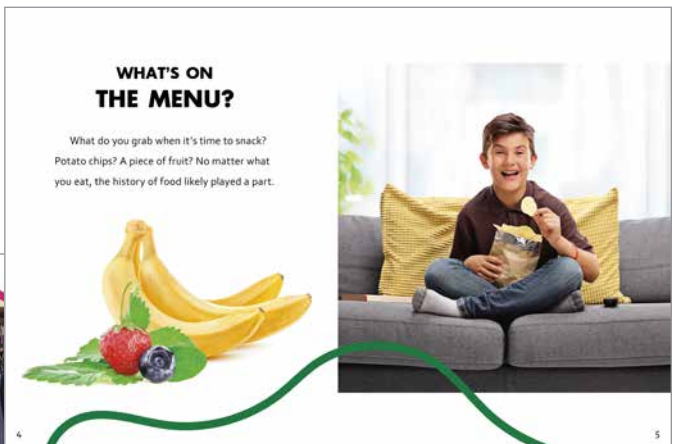 WHAT'S ON
THE MENU?
What do you grab when it's time to snack?
Potato chips? A piece of fruit? No matter what
you eat, the history of food likely played a part.
4
5